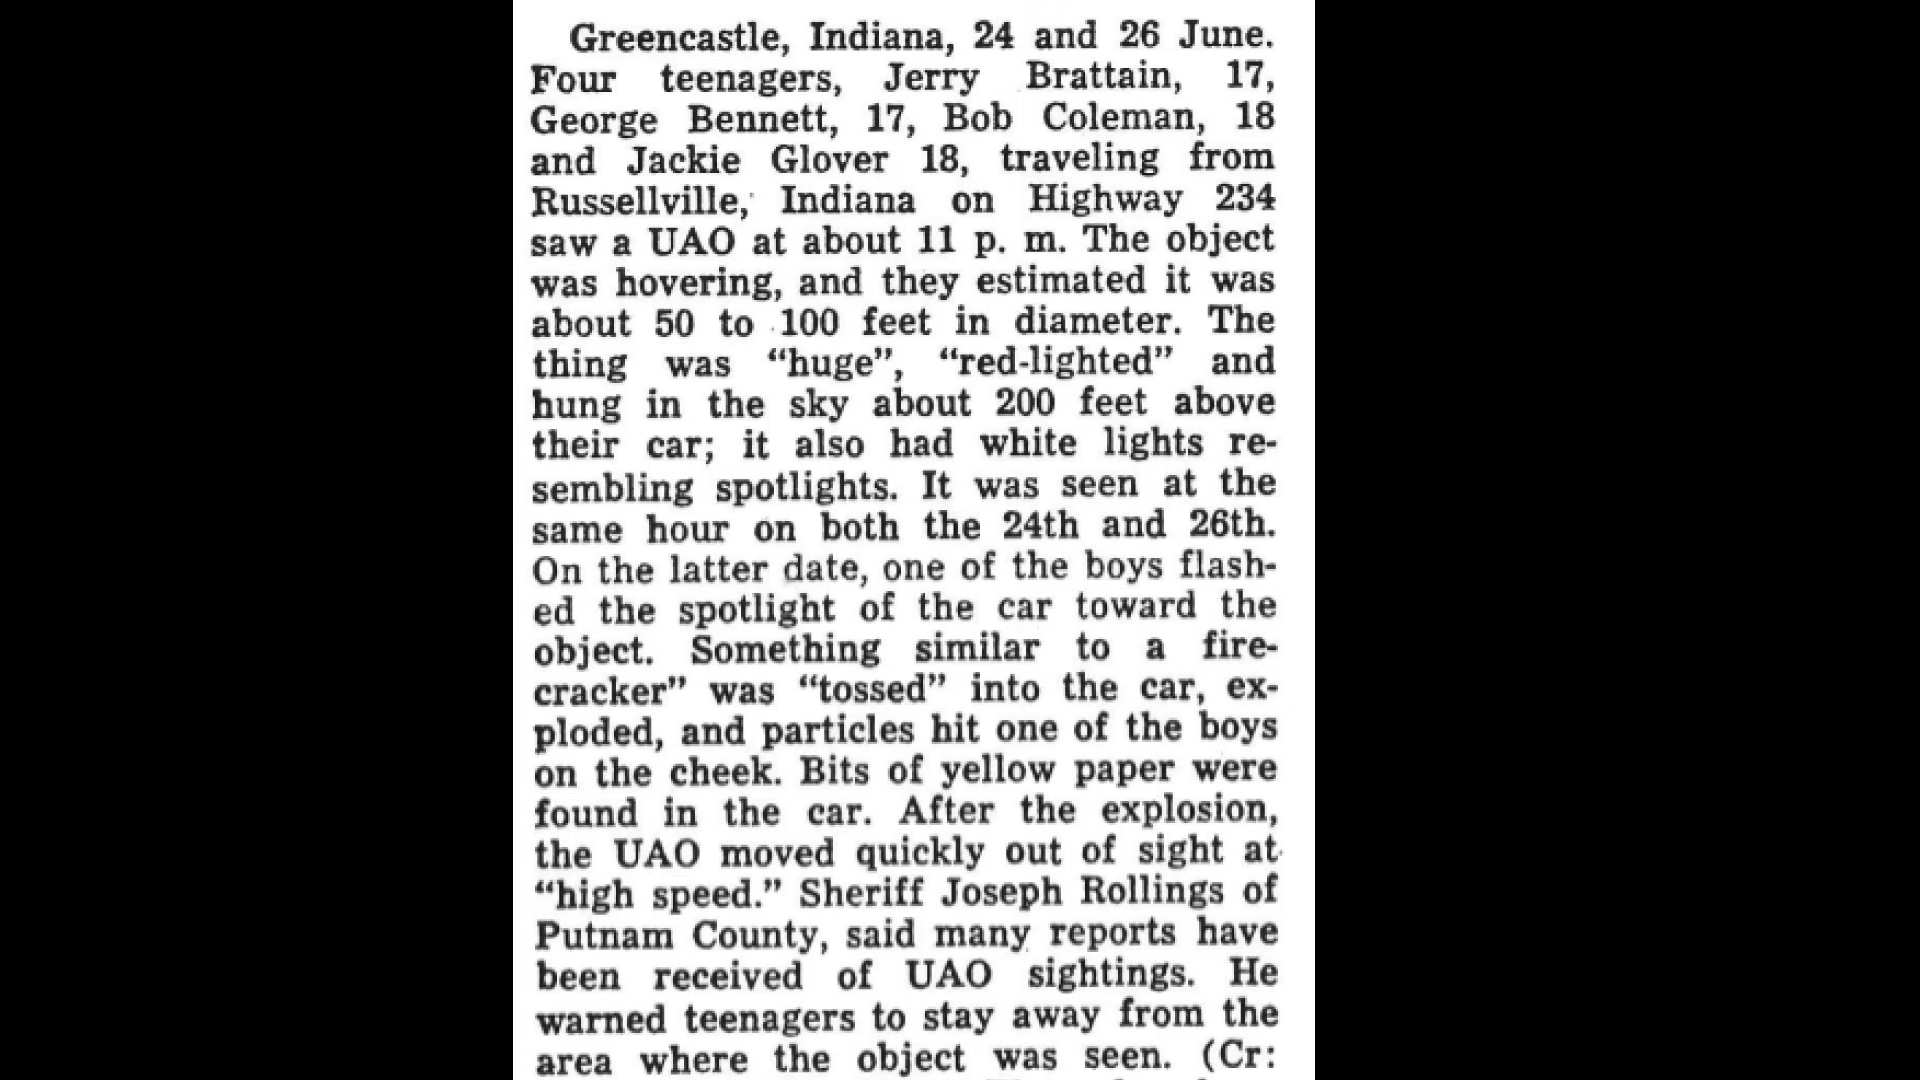 Greencastle, Indiana, 24 and 26 June.
Four teenagers, Jerry Brattain, 17,
George Bennett, 17, Bob Coleman, 18
and Jackie Glover 18, traveling from
Russellville, Indiana on Highway 234
saw a UAO at about 11 p. m. The object
was hovering, and they estimated it was
about 50 to 100 feet in diameter. The
thing was “huge”, “red-lighted” and
hung in the sky about 200 feet above
their car; it also had white lights re-
sembling spotlights. It was seen at the
same hour on both the 24th and 26th.
On the latter date, one of the boys flash-
ed the spotlight of the car toward the
object. Something similar to a fire-
cracker” was “tossed” into the car, ex-
ploded, and particles hit one of the boys
on the cheek. Bits of yellow paper were
found in the car. After the explosion,
the UAO moved quickly out of sight at
“high speed.” Sheriff Joseph Rollings of
Putnam County, said many reports have
been received of UAO sightings. He
warned teenagers to stay away from the
area where the object was seen. (Cr: